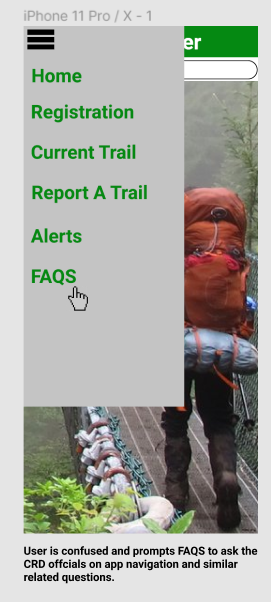 iPhone 11 Pro / X - 1
er
Home
Registration
Current Trail
Report A Trail
Alerts
FAQS
User is confused and prompts FAQS to ask the
CRD offcials on app navigation and similar
related questions.